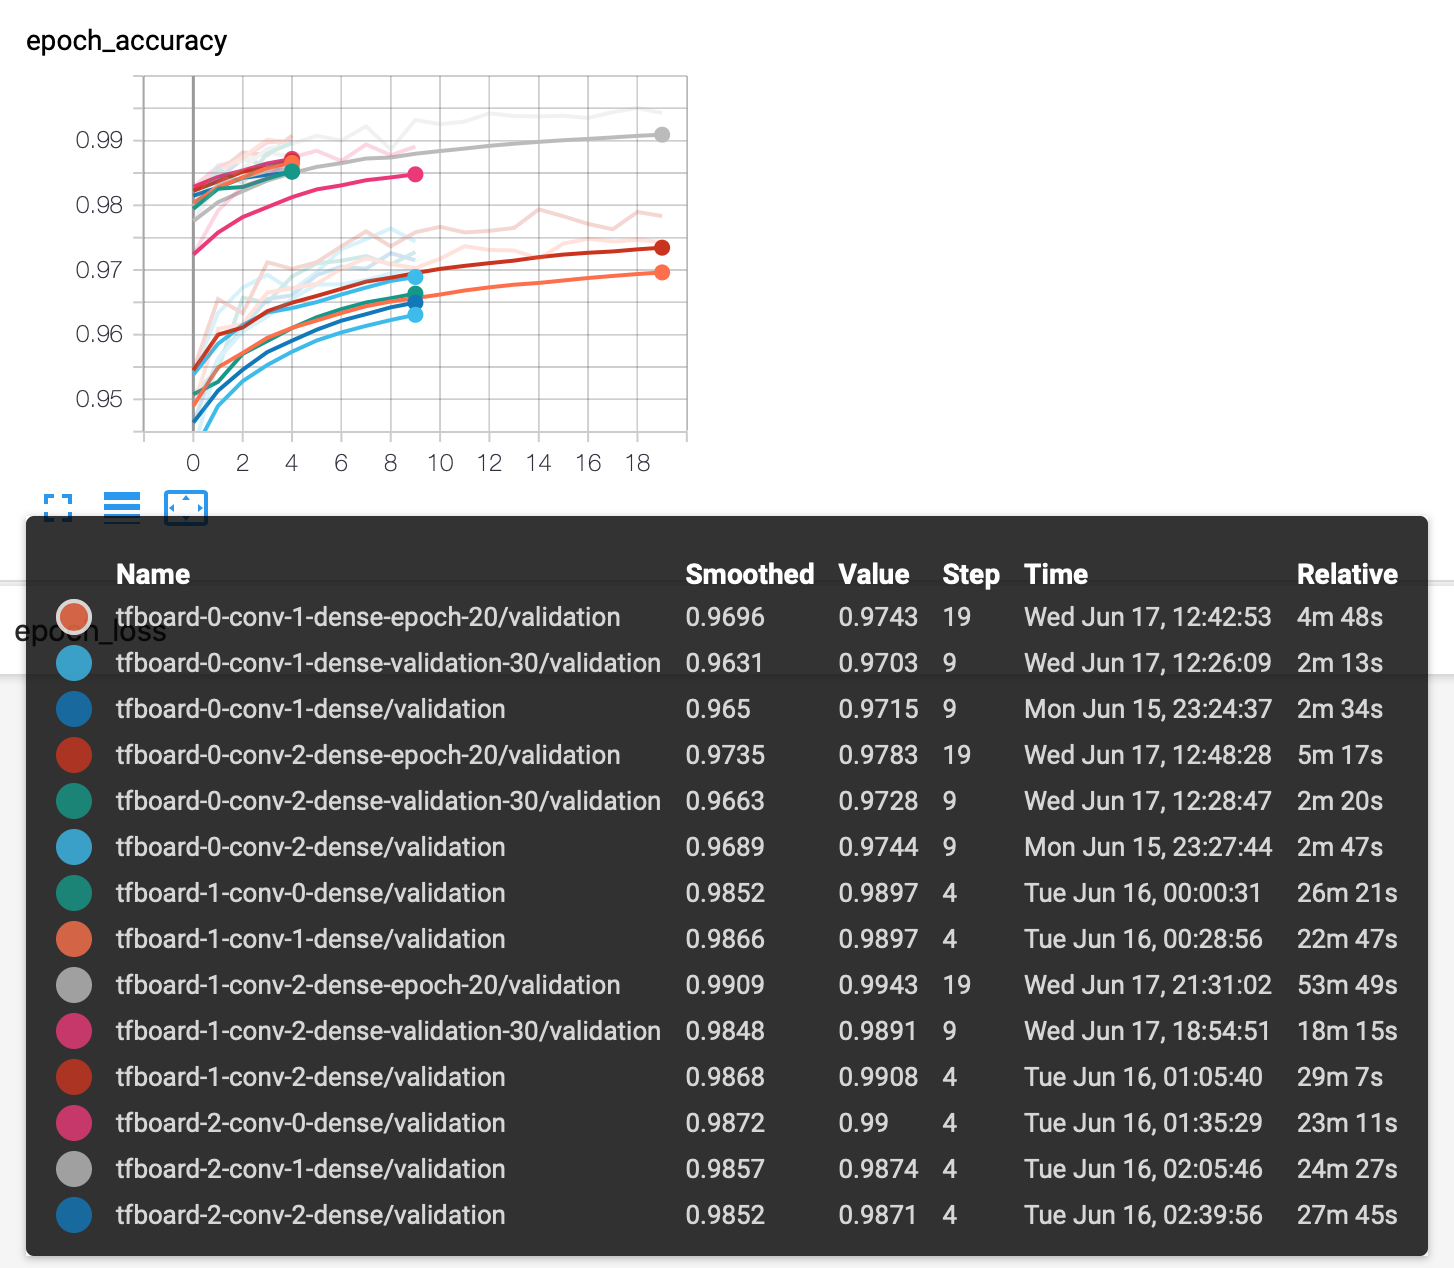 epoch_accuracy
0.99
0.98
0.97
0.96
0.95
0 2 4 6 8 10 12 14 16 18
Name Smoothed Value Step Time Relative
tfboard-0-conv-1-dense-epoch-20/validation 0.9696 0.9743 19 Wed Jun 17, 12:42:53 4m 48s
epoch_loss
tfboard-0-conv-1-dense-validation-30/validation 0.9631 0.9703 9 Wed Jun 17, 12:26:09 2m 13s
tfboard-0-conv-1-dense/validation 0.965 0.9715 9 Mon Jun 15, 23:24:37 2m 34s
tfboard-0-conv-2-dense-epoch-20/validation 0.9735 0.9783 19 Wed Jun 17, 12:48:28 5m 17s
tfboard-0-conv-2-dense-validation-30/validation 0.9663 0.9728 9 Wed Jun 17, 12:28:47 2m 20s
tfboard-0-conv-2-dense/validation 0.9689 0.9744 9 Mon Jun 15, 23:27:44 2m 47s
tfboard-1-conv-0-dense/validation 0.9852 0.9897 4 Tue Jun 16, 00:00:31 26m 21s
tfboard-1-conv-1-dense/validation 0.9866 0.9897 4 Tue Jun 16, 00:28:56 22m 47s
tfboard-1-conv-2-dense-epoch-20/validation 0.9909 0.9943 19 Wed Jun 17, 21:31:02 53m 49s
tfboard-1-conv-2-dense-validation-30/validation 0.9848 0.9891 9 Wed Jun 17, 18:54:51 18m 15s
tfboard-1-conv-2-dense/validation 0.9868 0.9908 4 Tue Jun 16, 01:05:40 29m 7s
tfboard-2-conv-0-dense/validation 0.9872 0.99 4 Tue Jun 16, 01:35:29 23m 11s
tfboard-2-conv-1-dense/validation 0.9857 0.9874 4 Tue Jun 16, 02:05:46 24m 27s
tfboard-2-conv-2-dense/validation 0.9852 0.9871 4 Tue Jun 16, 02:39:56 27m 45s